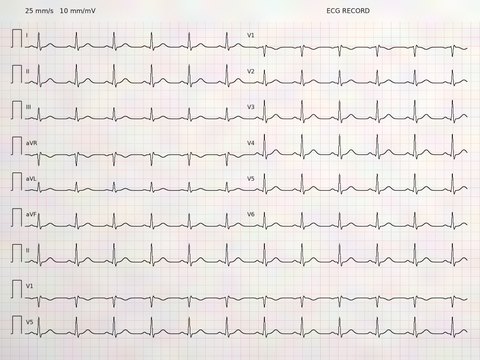 25 mm/s 10 mm/mV ECG RECORD
I V1
II V2
III V3
aVR V4
aVL V5
aVF V6
II
V1
V5